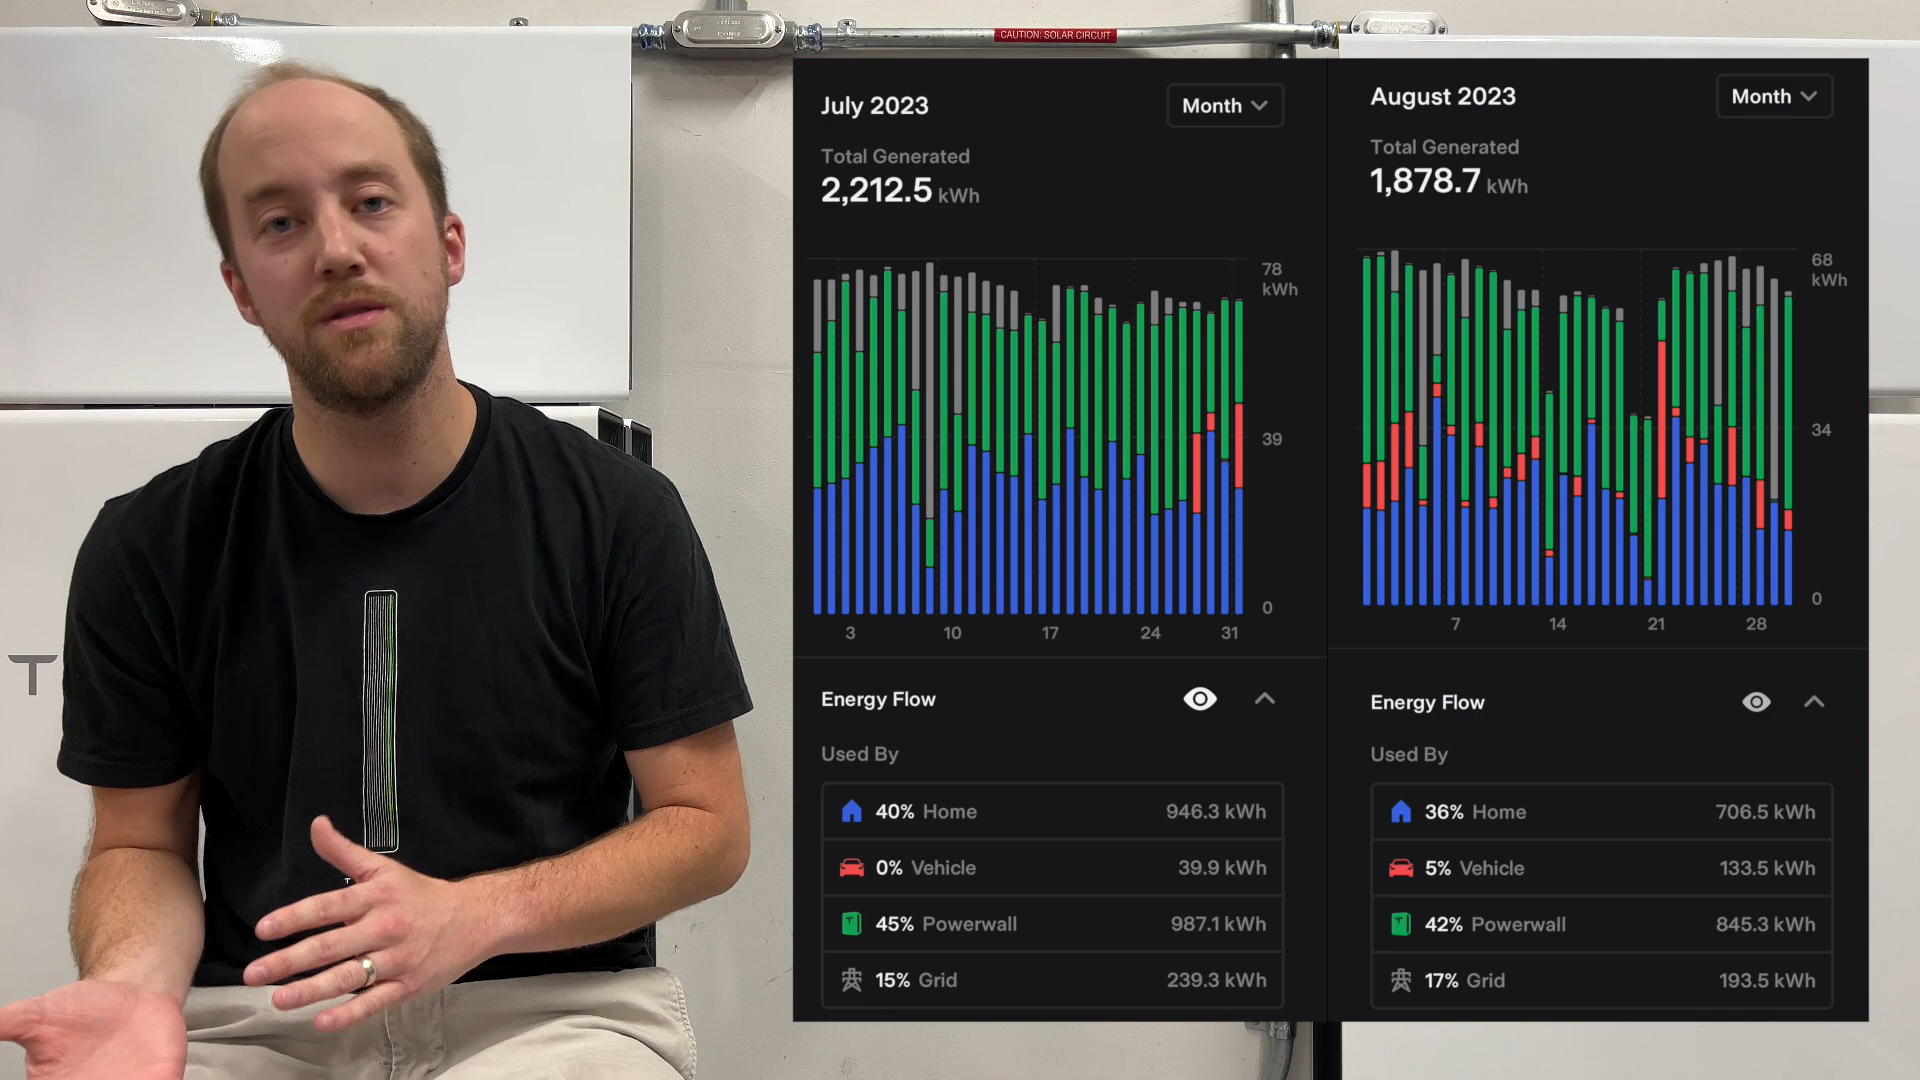 CAUTION: SOLAR CIRCUIT
T
July 2023
Month
Total Generated
2,212.5 kWh
78
kWh
39
0
3 10 17 24 31
Energy Flow
Used By
40% Home 946.3 kWh
0% Vehicle 39.9 kWh
45% Powerwall 987.1 kWh
15% Grid 239.3 kWh
August 2023
Month
Total Generated
1,878.7 kWh
68
kWh
34
0
7 14 21 28
Energy Flow
Used By
36% Home 706.5 kWh
5% Vehicle 133.5 kWh
42% Powerwall 845.3 kWh
17% Grid 193.5 kWh